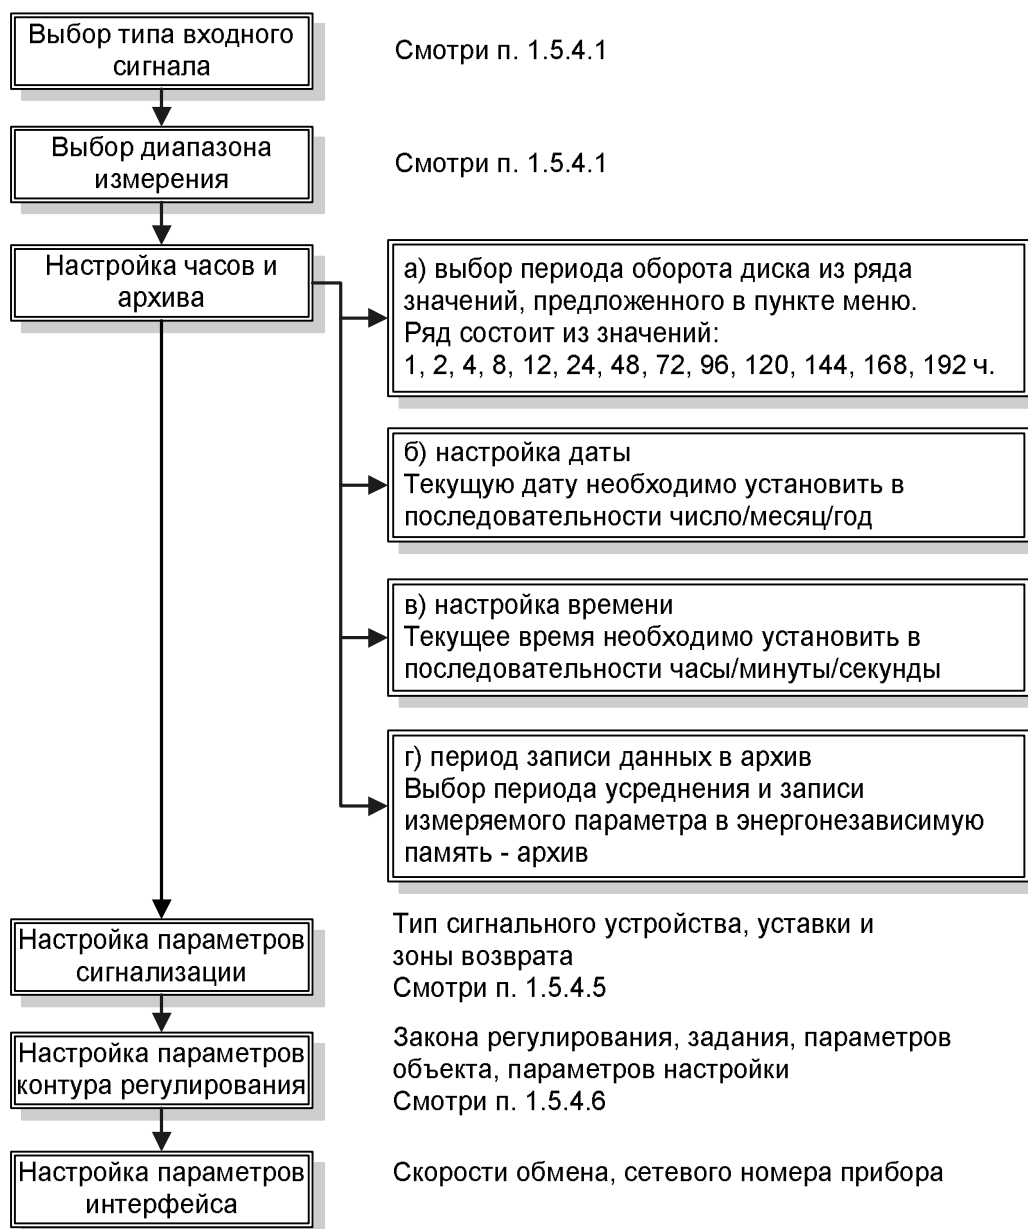 Выбор типа входного
сигнала
Смотри п. 1.5.4.1
Выбор диапазона
измерения
Смотри п. 1.5.4.1
Настройка часов и
архива
а) выбор периода оборота диска из ряда
значений, предложенного в пункте меню.
Ряд состоит из значений:
1, 2, 4, 8, 12, 24, 48, 72, 96, 120, 144, 168, 192 ч.
б) настройка даты
Текущую дату необходимо установить в
последовательности число/месяц/год
в) настройка времени
Текущее время необходимо установить в
последовательности часы/минуты/секунды
г) период записи данных в архив
Выбор периода усреднения и записи
измеряемого параметра в энергонезависимую
память - архив
Настройка параметров
сигнализации
Тип сигнального устройства, уставки и
зоны возврата
Смотри п. 1.5.4.5
Настройка параметров
контура регулирования
Закона регулирования, задания, параметров
объекта, параметров настройки
Смотри п. 1.5.4.6
Настройка параметров
интерфейса
Скорости обмена, сетевого номера прибора